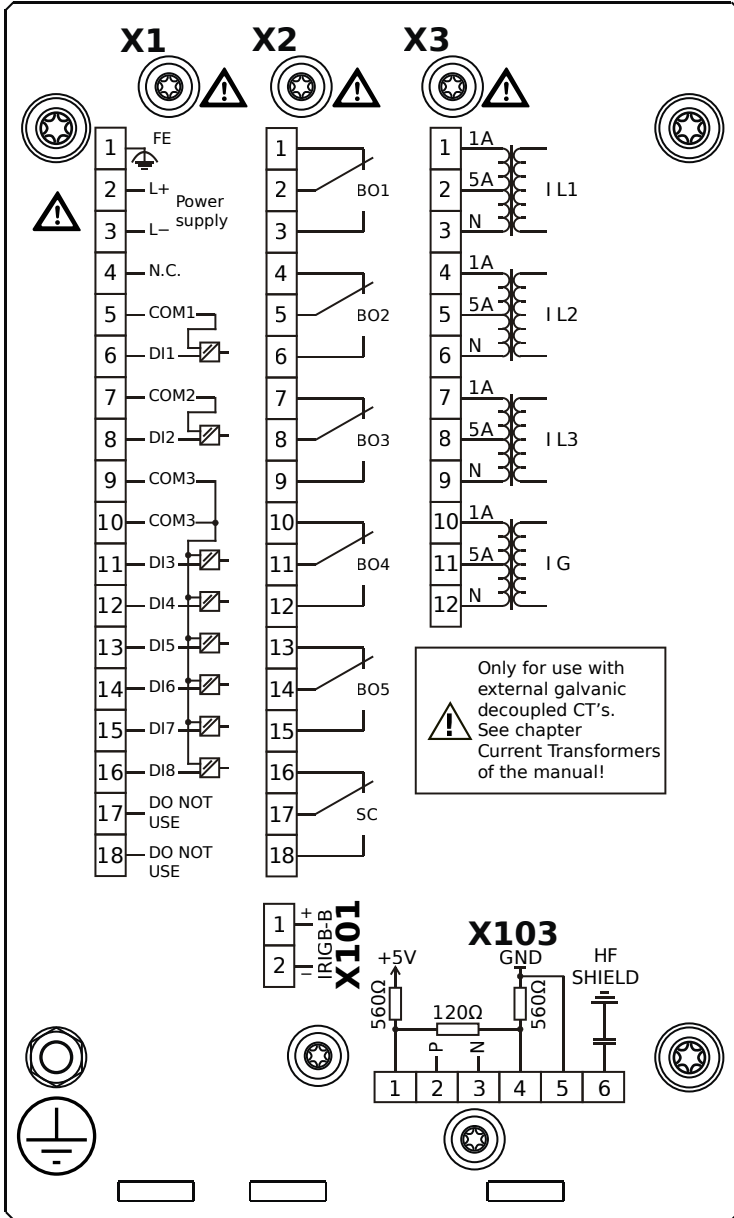 X1
X2
X3
1
FE
2
L+
Power
supply
3
L−
4
N.C.
5
COM1
6
DI1
7
COM2
8
DI2
9
COM3
10
COM3
11
DI3
12
DI4
13
DI5
14
DI6
15
DI7
16
DI8
17
DO NOT
USE
18
DO NOT
USE
1
2
BO1
3
4
5
BO2
6
7
8
BO3
9
10
11
BO4
12
13
14
BO5
15
16
17
SC
18
1
1A
2
5A
I L1
3
N
4
1A
5
5A
I L2
6
N
7
1A
8
5A
I L3
9
N
10
1A
11
5A
I G
12
N
Only for use with
external galvanic
decoupled CT's.
See chapter
Current Transformers
of the manual!
1
+
2
−
IRIGB-B
X101
X103
+5V
GND
HF
SHIELD
560Ω
120Ω
560Ω
P
N
1
2
3
4
5
6